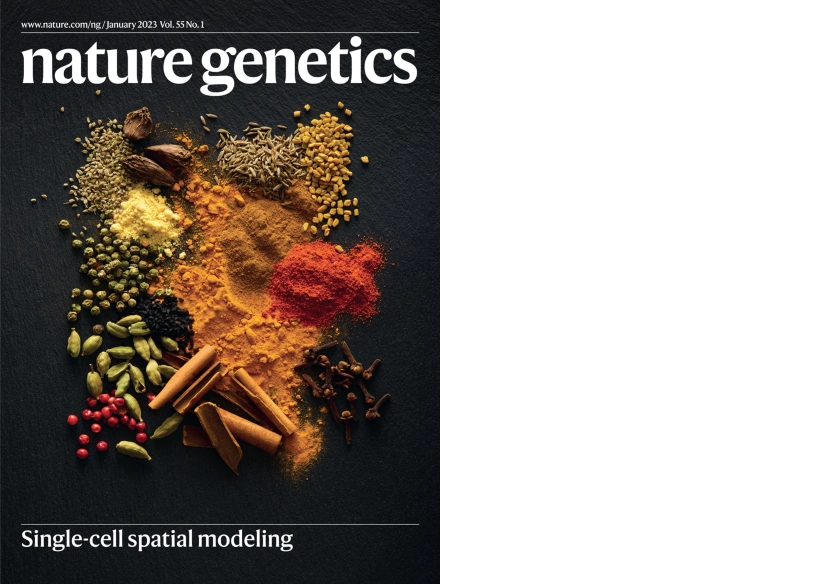 www.nature.com/ng/January 2023 Vol. 55 No. 1
nature genetics
Single-cell spatial modeling